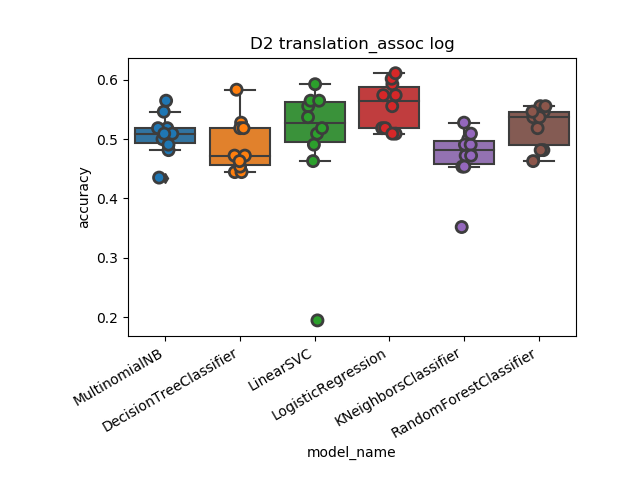 D2 translation_assoc log
accuracy
0.6
0.5
0.4
0.3
0.2
MultinomialNB
DecisionTreeClassifier
LinearSVC
LogisticRegression
KNeighborsClassifier
RandomForestClassifier
model_name